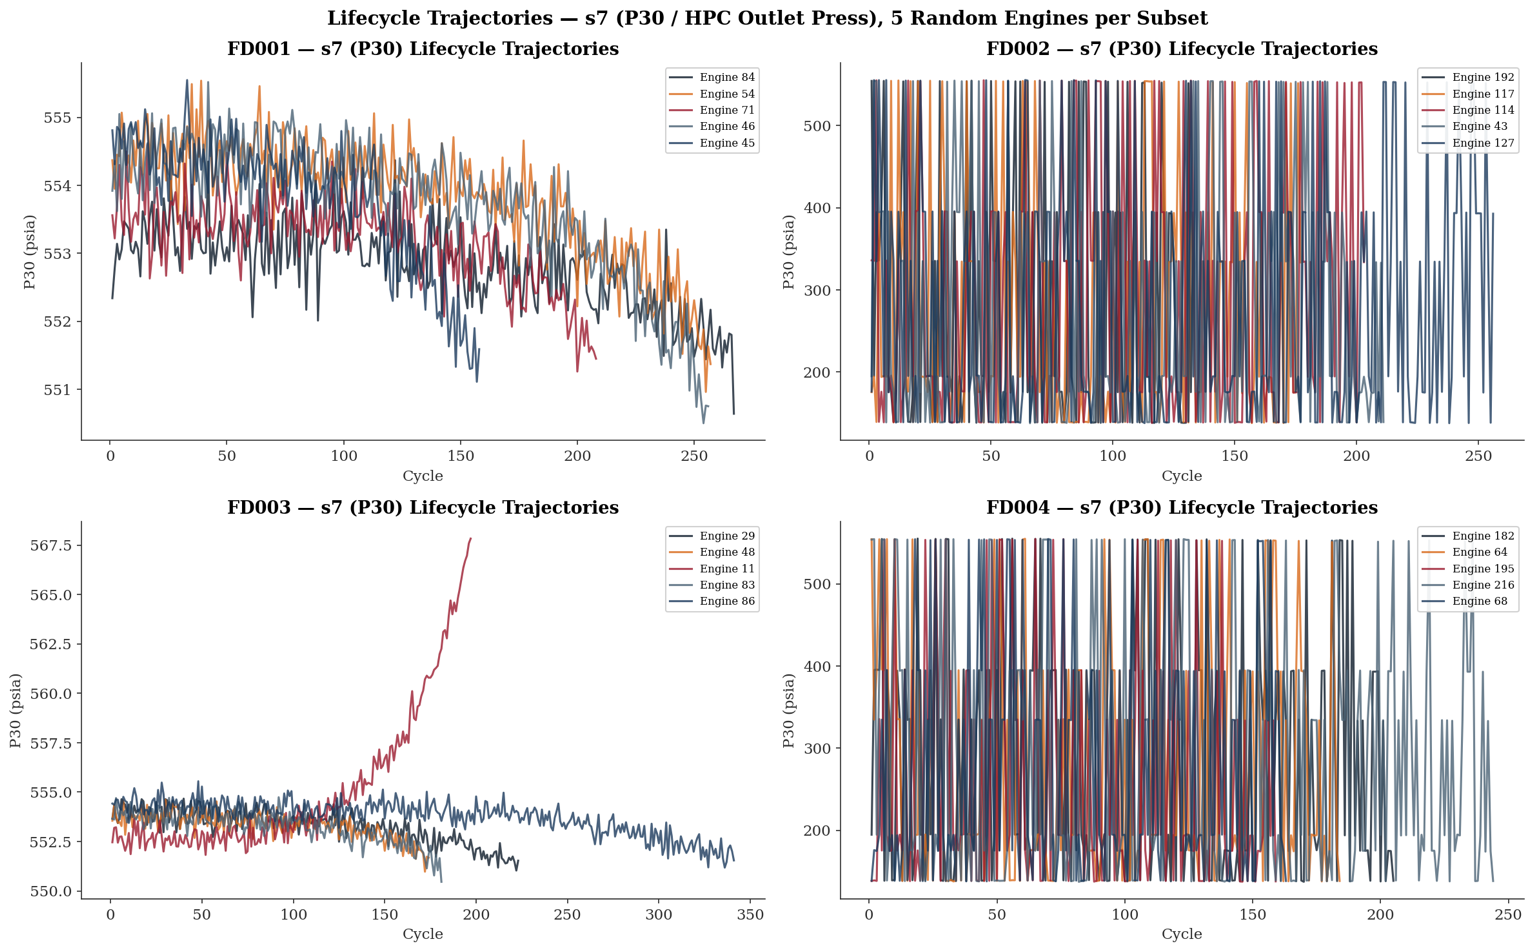 Lifecycle Trajectories — s7 (P30 / HPC Outlet Press), 5 Random Engines per Subset
FD001 — s7 (P30) Lifecycle Trajectories
P30 (psia)
555
554
553
552
551
0 50 100 150 200 250
Cycle
Engine 84
Engine 54
Engine 71
Engine 46
Engine 45
FD002 — s7 (P30) Lifecycle Trajectories
P30 (psia)
500
400
300
200
0 50 100 150 200 250
Cycle
Engine 192
Engine 117
Engine 114
Engine 43
Engine 127
FD003 — s7 (P30) Lifecycle Trajectories
P30 (psia)
567.5
565.0
562.5
560.0
557.5
555.0
552.5
550.0
0 50 100 150 200 250 300 350
Cycle
Engine 29
Engine 48
Engine 11
Engine 83
Engine 86
FD004 — s7 (P30) Lifecycle Trajectories
P30 (psia)
500
400
300
200
0 50 100 150 200 250
Cycle
Engine 182
Engine 64
Engine 195
Engine 216
Engine 68